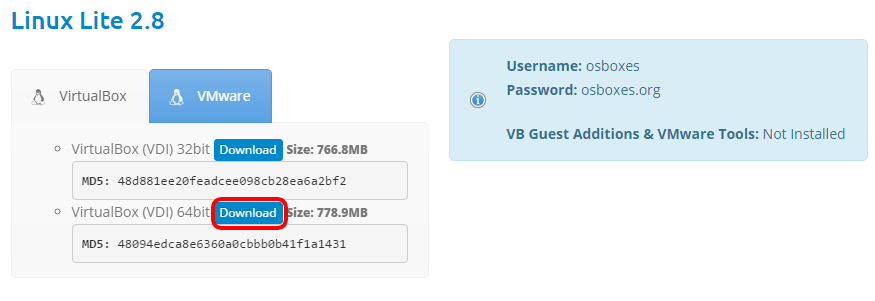 Linux Lite 2.8
VirtualBox
VMware
VirtualBox (VDI) 32bit Download Size: 766.8MB
MD5: 48d881ee20feadcee098cb28ea6a2bf2
VirtualBox (VDI) 64bit Download Size: 778.9MB
MD5: 48094edca8e6360a0cbbb0b41f1a1431
Username: osboxes
Password: osboxes.org
VB Guest Additions & VMware Tools: Not Installed